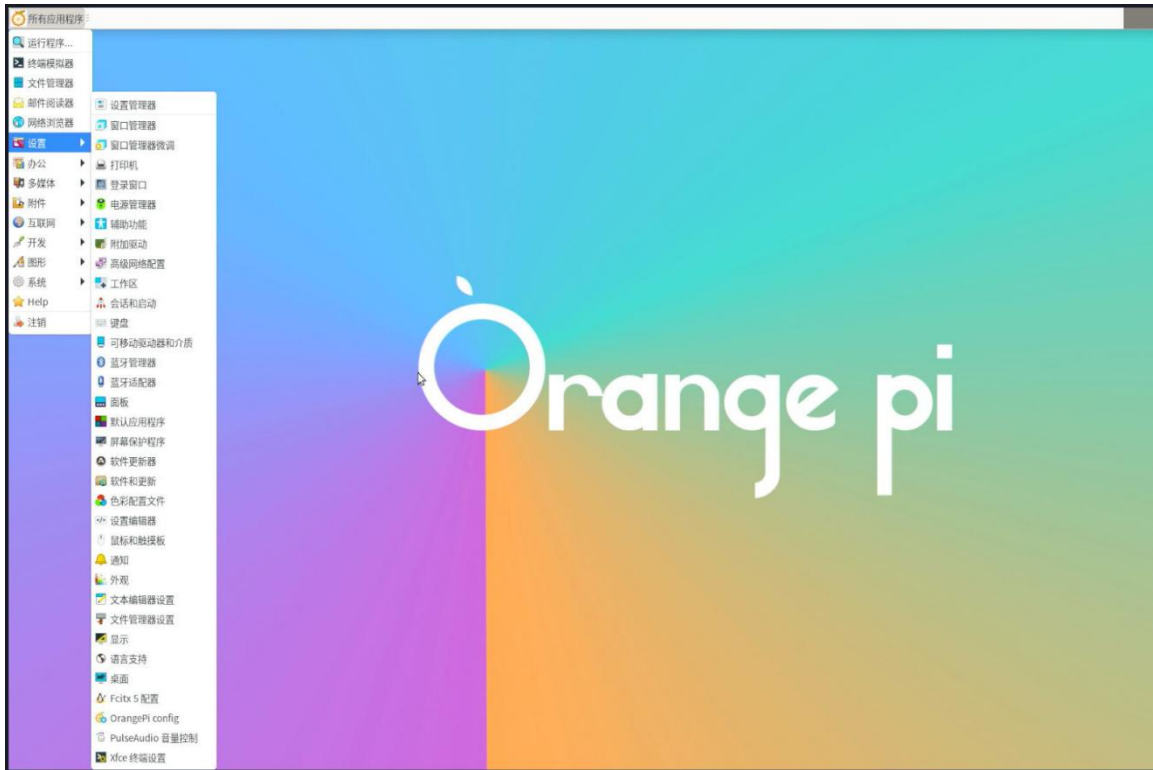 所有应用程序
运行程序...
终端模拟器
文件管理器
邮件阅读器
网络浏览器
设置
办公
多媒体
附件
互联网
开发
图形
系统
Help
注销
设置管理器
窗口管理器
窗口管理器微调
打印机
登录窗口
电源管理器
辅助功能
附加驱动
高级网络配置
工作区
会话和启动
键盘
可移动驱动器和介质
蓝牙管理器
蓝牙适配器
面板
默认应用程序
屏幕保护程序
软件更新器
软件和更新
色彩配置文件
设置编辑器
鼠标和触摸板
通知
外观
文本编辑器设置
文件管理器设置
显示
语言支持
桌面
Fcitx 5 配置
OrangePi config
PulseAudio 音量控制
Xfce 终端设置
Orange pi